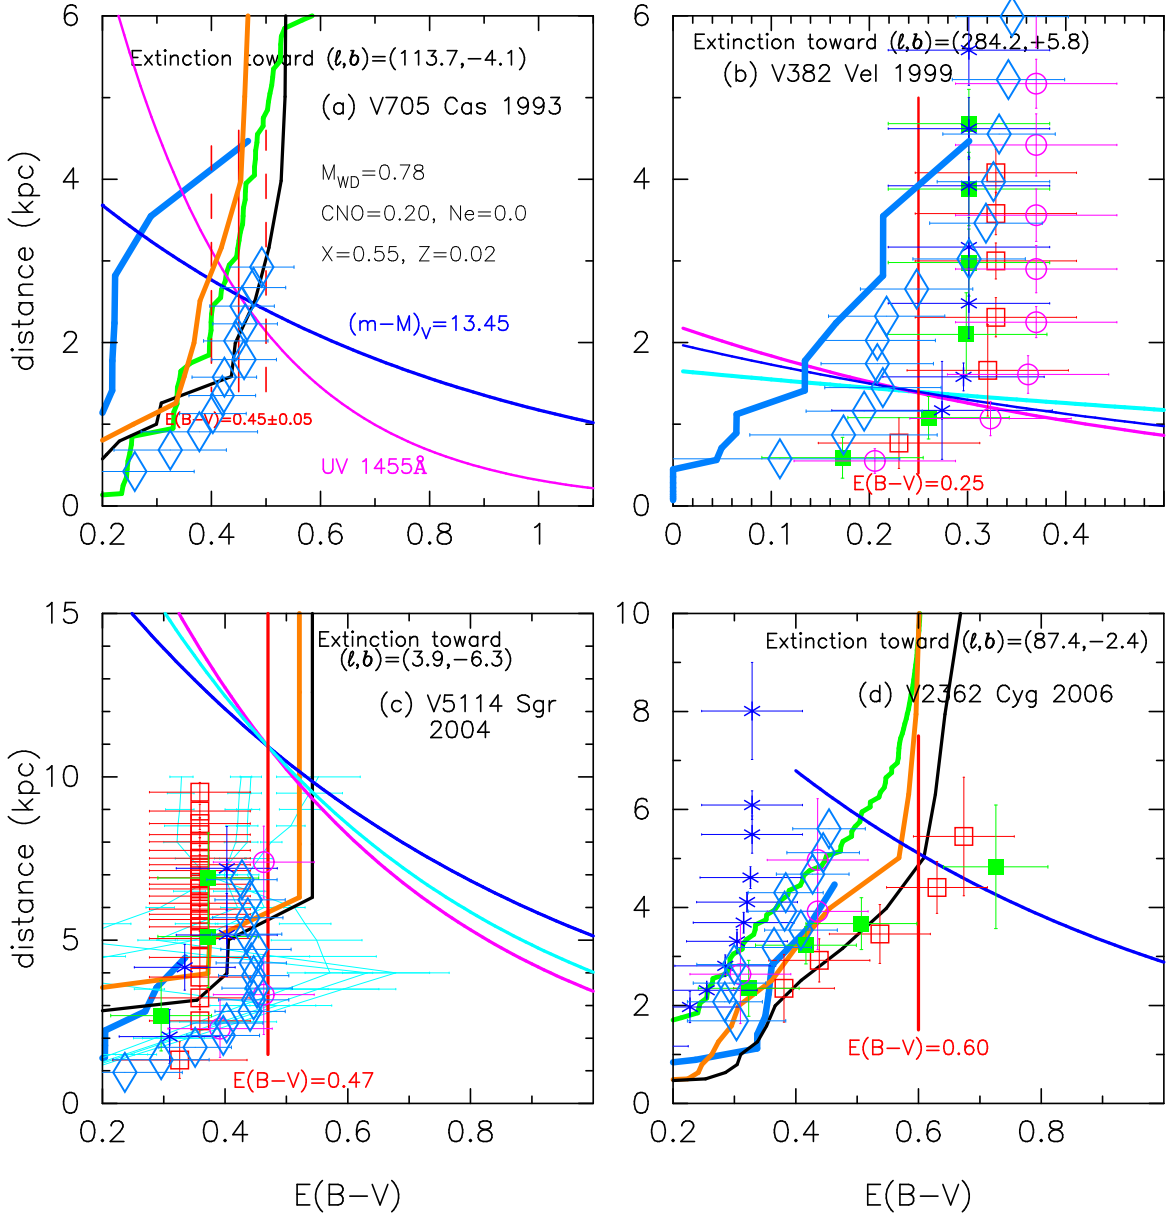 6
4
2
0
distance (kpc)
Extinction toward (ℓ,b)=(113.7,−4.1)
(a) V705 Cas 1993
M_WD=0.78
CNO=0.20, Ne=0.0
X=0.55, Z=0.02
(m−M)_V=13.45
E(B−V)=0.45±0.05
UV 1455Å
0.2 0.4 0.6 0.8 1
6
4
2
0
Extinction toward (ℓ,b)=(284.2,+5.8)
(b) V382 Vel 1999
E(B−V)=0.25
0 0.2 0.3 0.4
15
10
5
0
distance (kpc)
Extinction toward
(ℓ,b)=(3.9,−6.3)
(c) V5114 Sgr
2004
E(B−V)=0.47
0.2 0.4 0.6 0.8
E(B−V)
10
8
6
4
2
0
Extinction toward (ℓ,b)=(87.4,−2.4)
(d) V2362 Cyg 2006
E(B−V)=0.60
0.2 0.4 0.6 0.8
E(B−V)